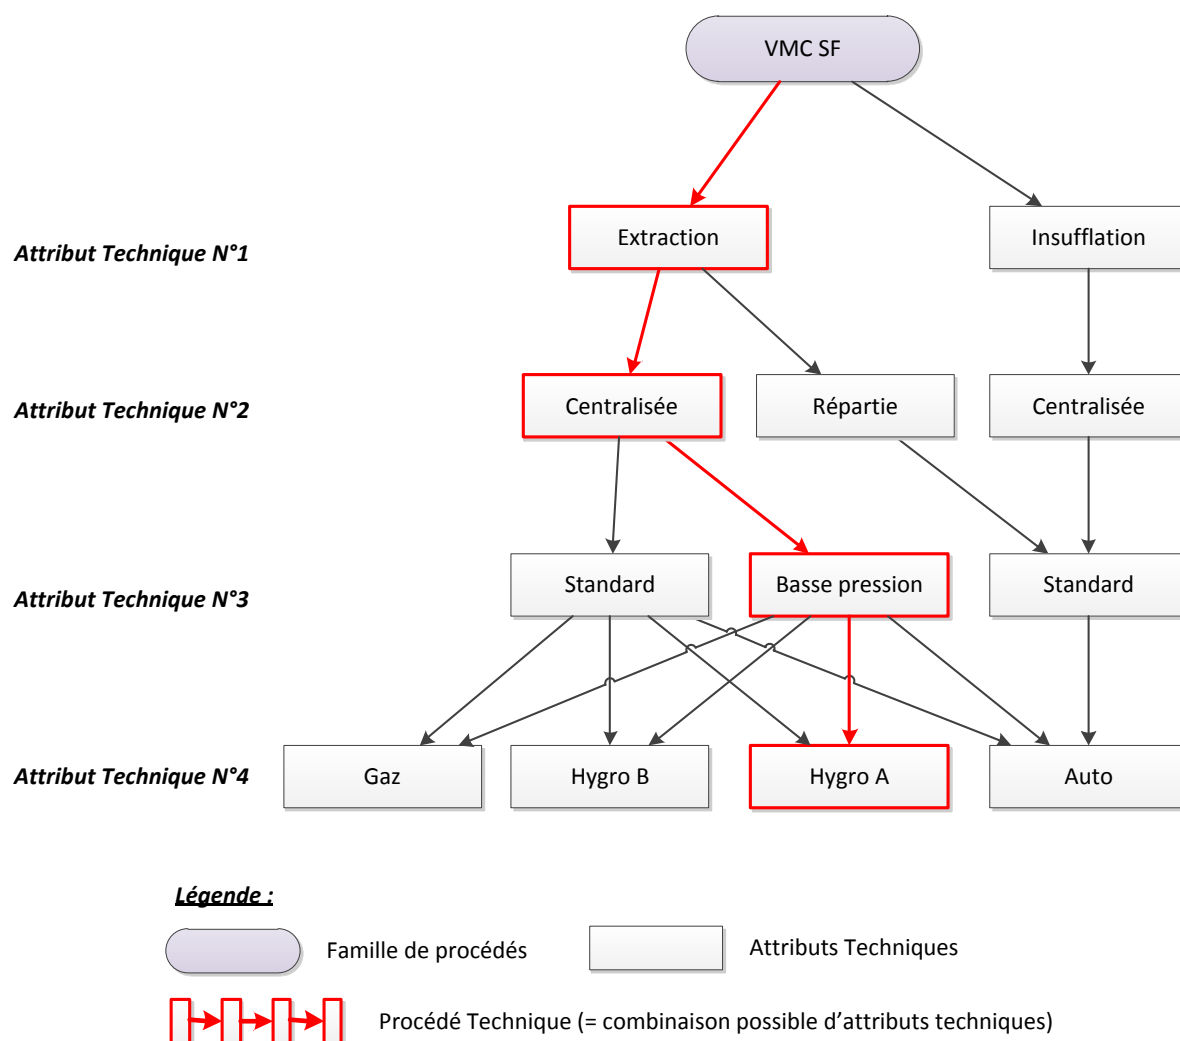 VMC SF
Attribut Technique N°1
Extraction
Insufflation
Attribut Technique N°2
Centralisée
Répartie
Centralisée
Attribut Technique N°3
Standard
Basse pression
Standard
Attribut Technique N°4
Gaz
Hygro B
Hygro A
Auto
Légende :
Famille de procédés
Attributs Techniques
Procédé Technique (= combinaison possible d’attributs techniques)